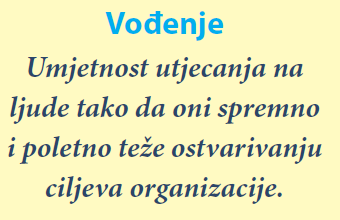 Vođenje
Umjetnost utjecanja na
ljude tako da oni spremno
i poletno teže ostvarivanju
ciljeva organizacije.